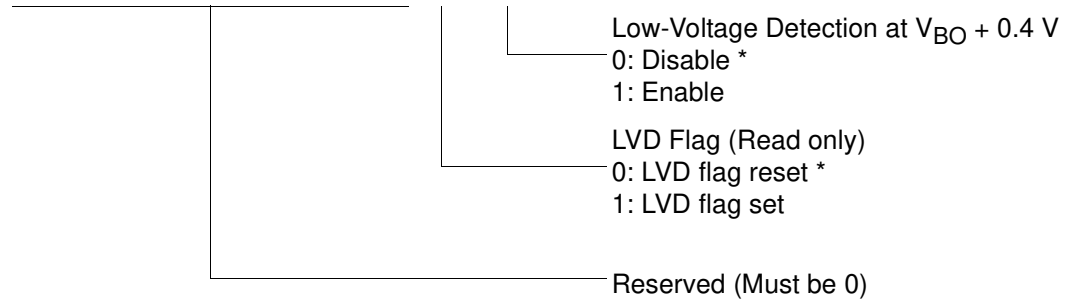 Low-Voltage Detection at VBO + 0.4 V
0: Disable *
1: Enable
LVD Flag (Read only)
0: LVD flag reset *
1: LVD flag set
Reserved (Must be 0)